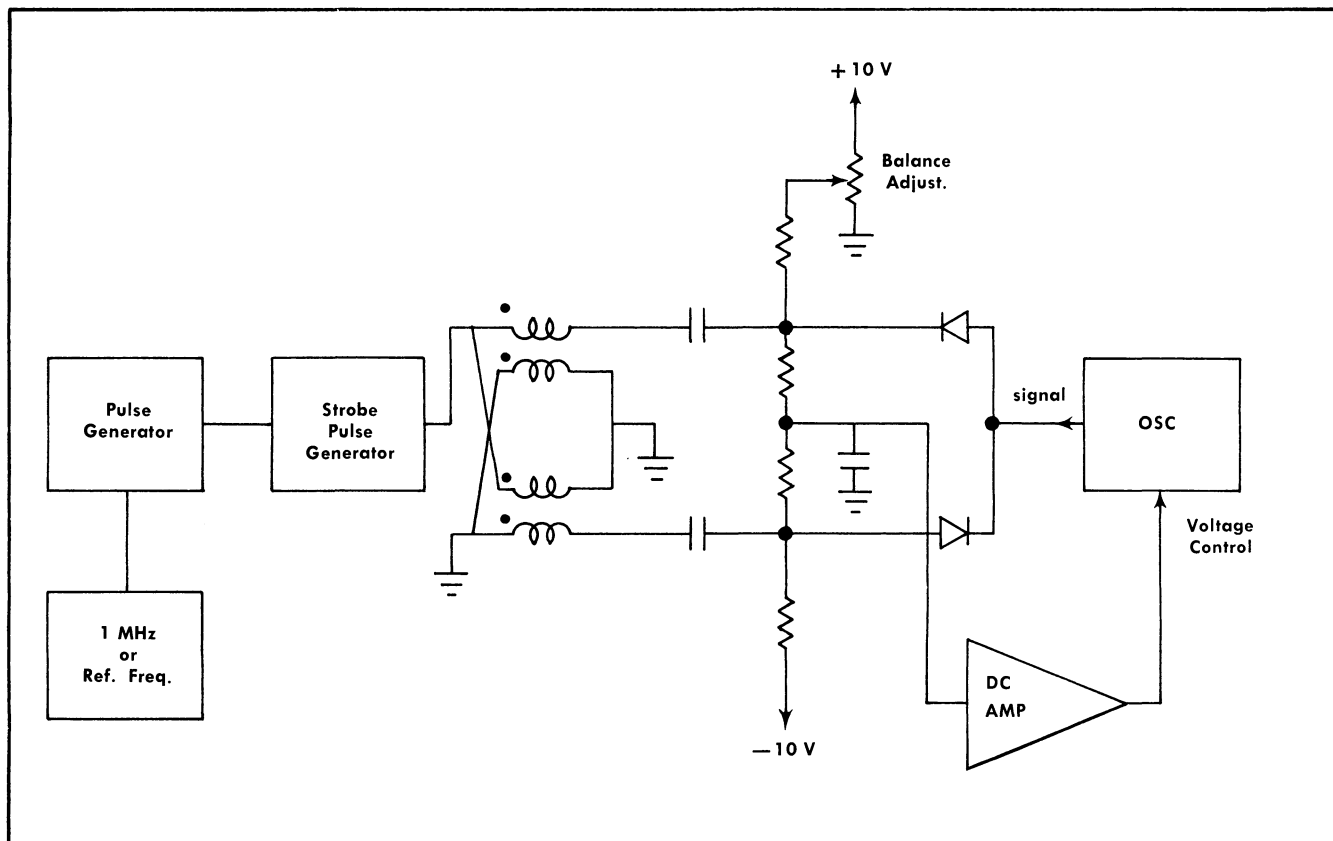 + 10 V
Balance
Adjust.
Pulse
Generator
Strobe
Pulse
Generator
signal
OSC
Voltage
Control
1 MHz
or
Ref. Freq.
DC
AMP
—10 V